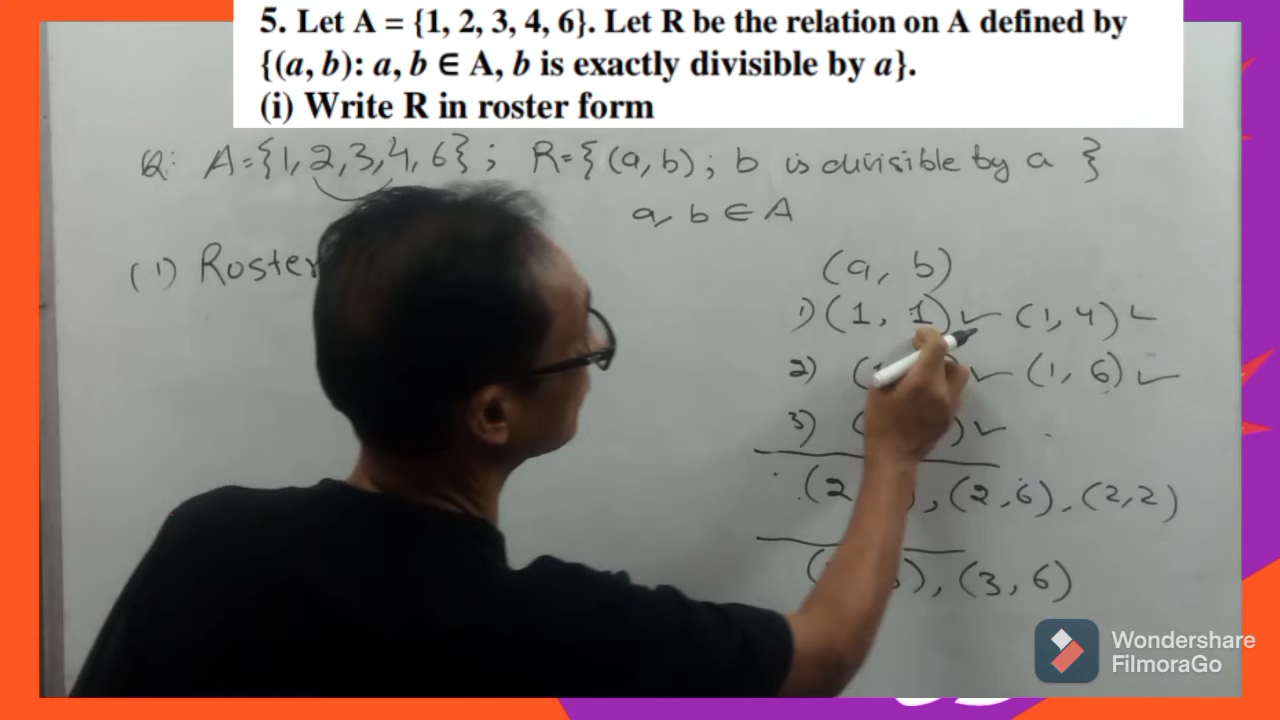 5. Let A = {1, 2, 3, 4, 6}. Let R be the relation on A defined by
{(a, b): a, b ∈ A, b is exactly divisible by a}.
(i) Write R in roster form
Q: A={1,2,3,4,6} ; R={(a,b); b is divisible by a }
a, b ∈ A
(1) Roster
(a, b)
1) (1, 1) ✓ (1,4) ✓
2) ( ) ✓ (1, 6) ✓
3) ( ) ✓
(2 ), (2,6), (2,2)
( ), (3, 6)
Wondershare
FilmoraGo